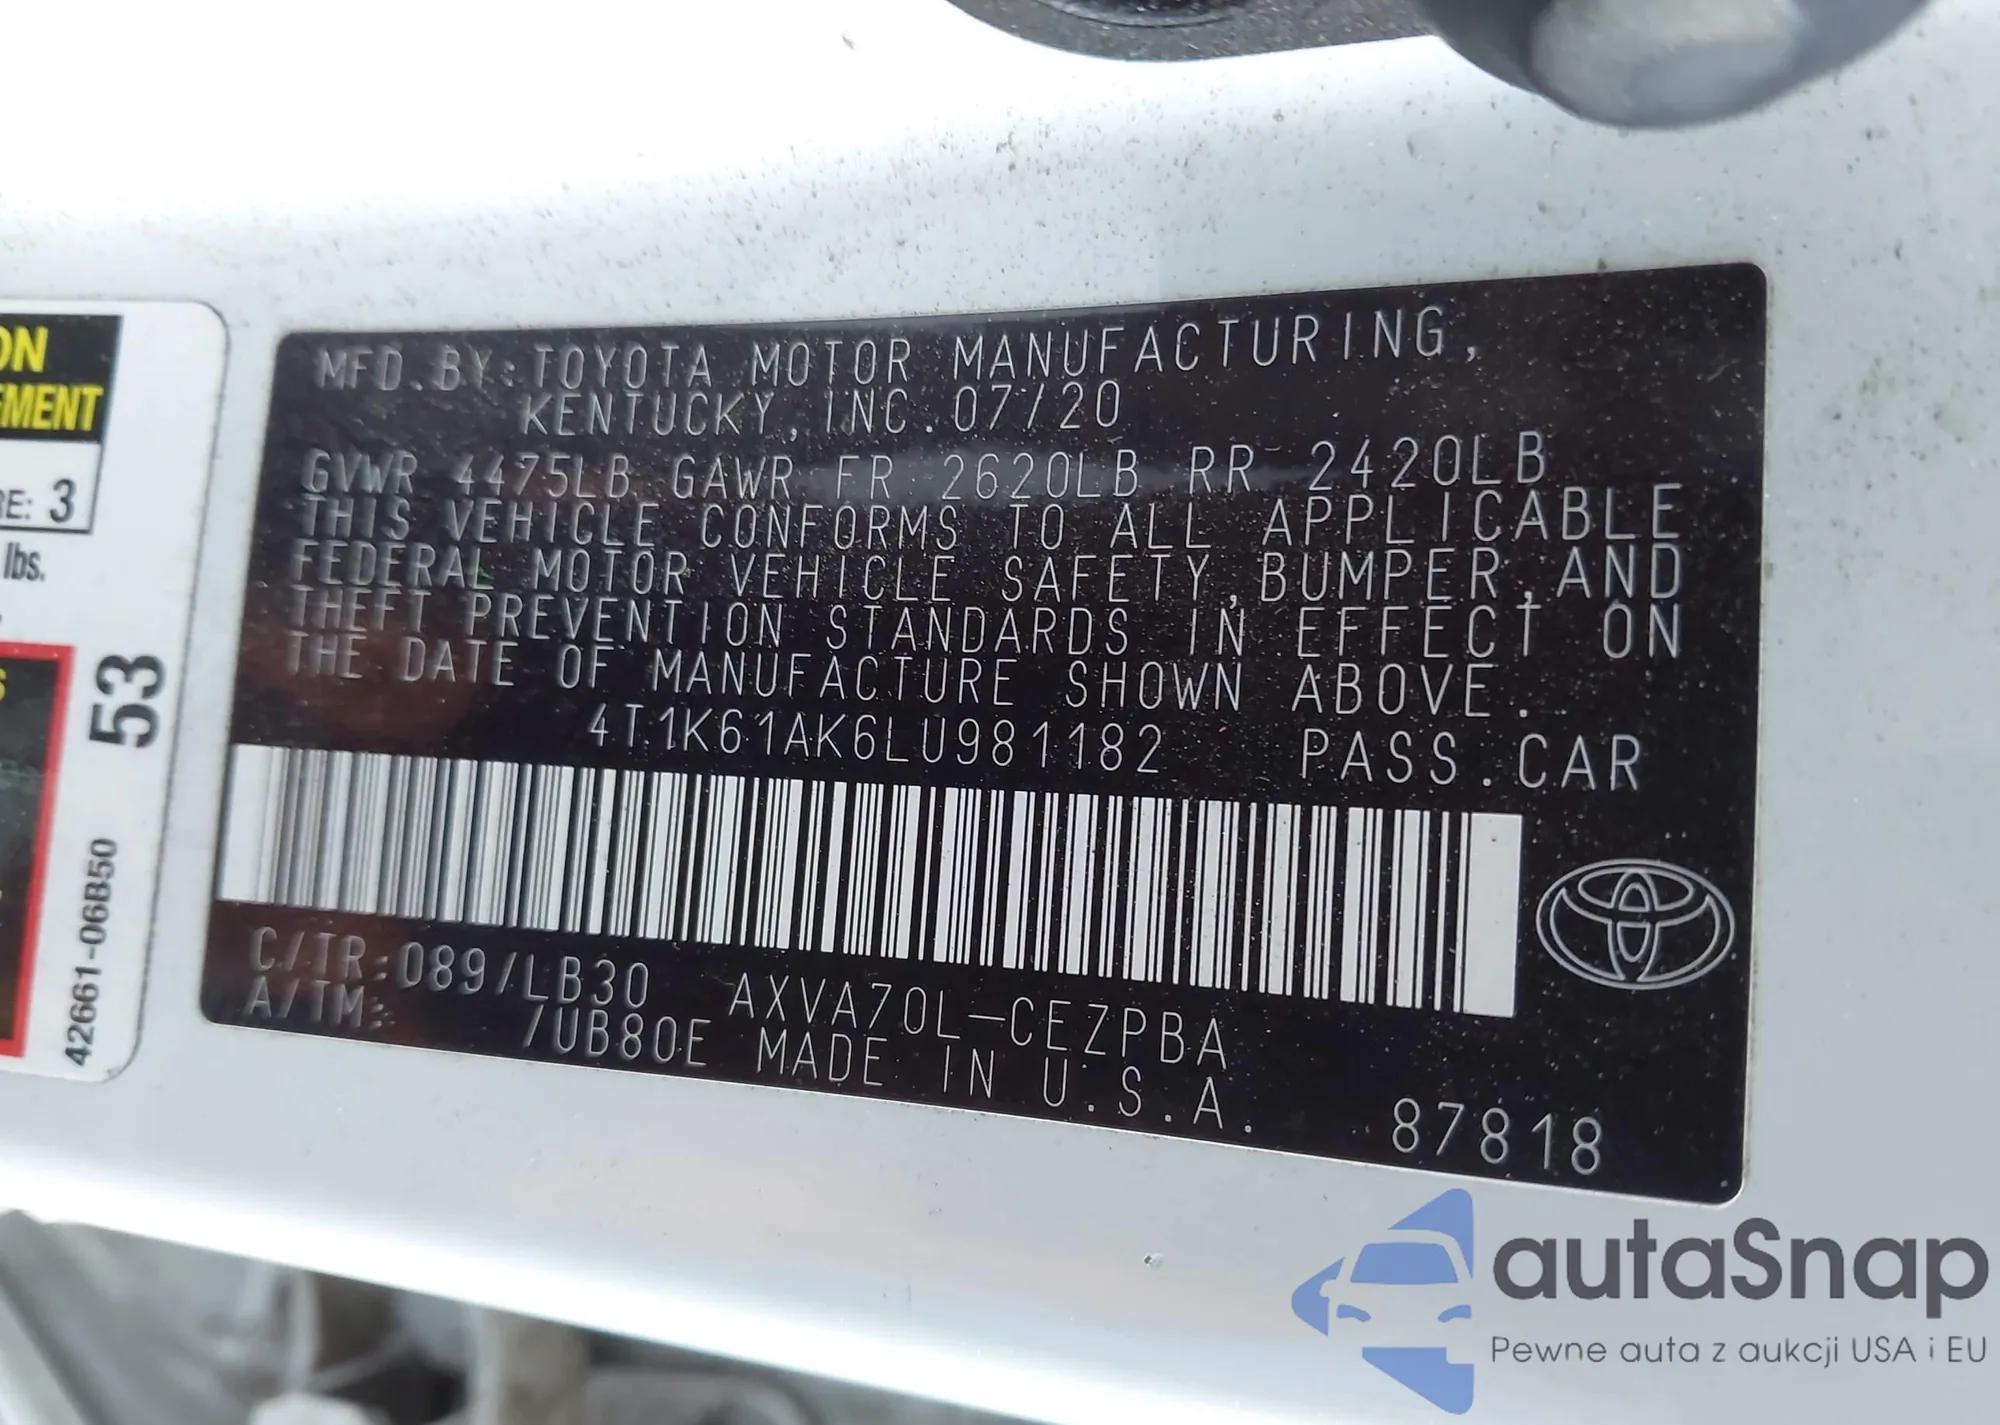 ON
EMENT
RE: 3
lbs.
S
53
42661-06B50
MFD. BY: TOYOTA MOTOR MANUFACTURING,
KENTUCKY, INC. 07/20
GVWR 4475LB GAWR FR 2620LB RR 2420LB
THIS VEHICLE CONFORMS TO ALL APPLICABLE
FEDERAL MOTOR VEHICLE SAFETY, BUMPER, AND
THEFT PREVENTION STANDARDS IN EFFECT ON
THE DATE OF MANUFACTURE SHOWN ABOVE.
4T1K61AK6LU981182 PASS. CAR
C/TR: 089/LB30 AXVA70L-CEZPBA
A/TM: /UB80E MADE IN U.S.A.
87818
autaSnap
Pewne auta z aukcji USA i EU